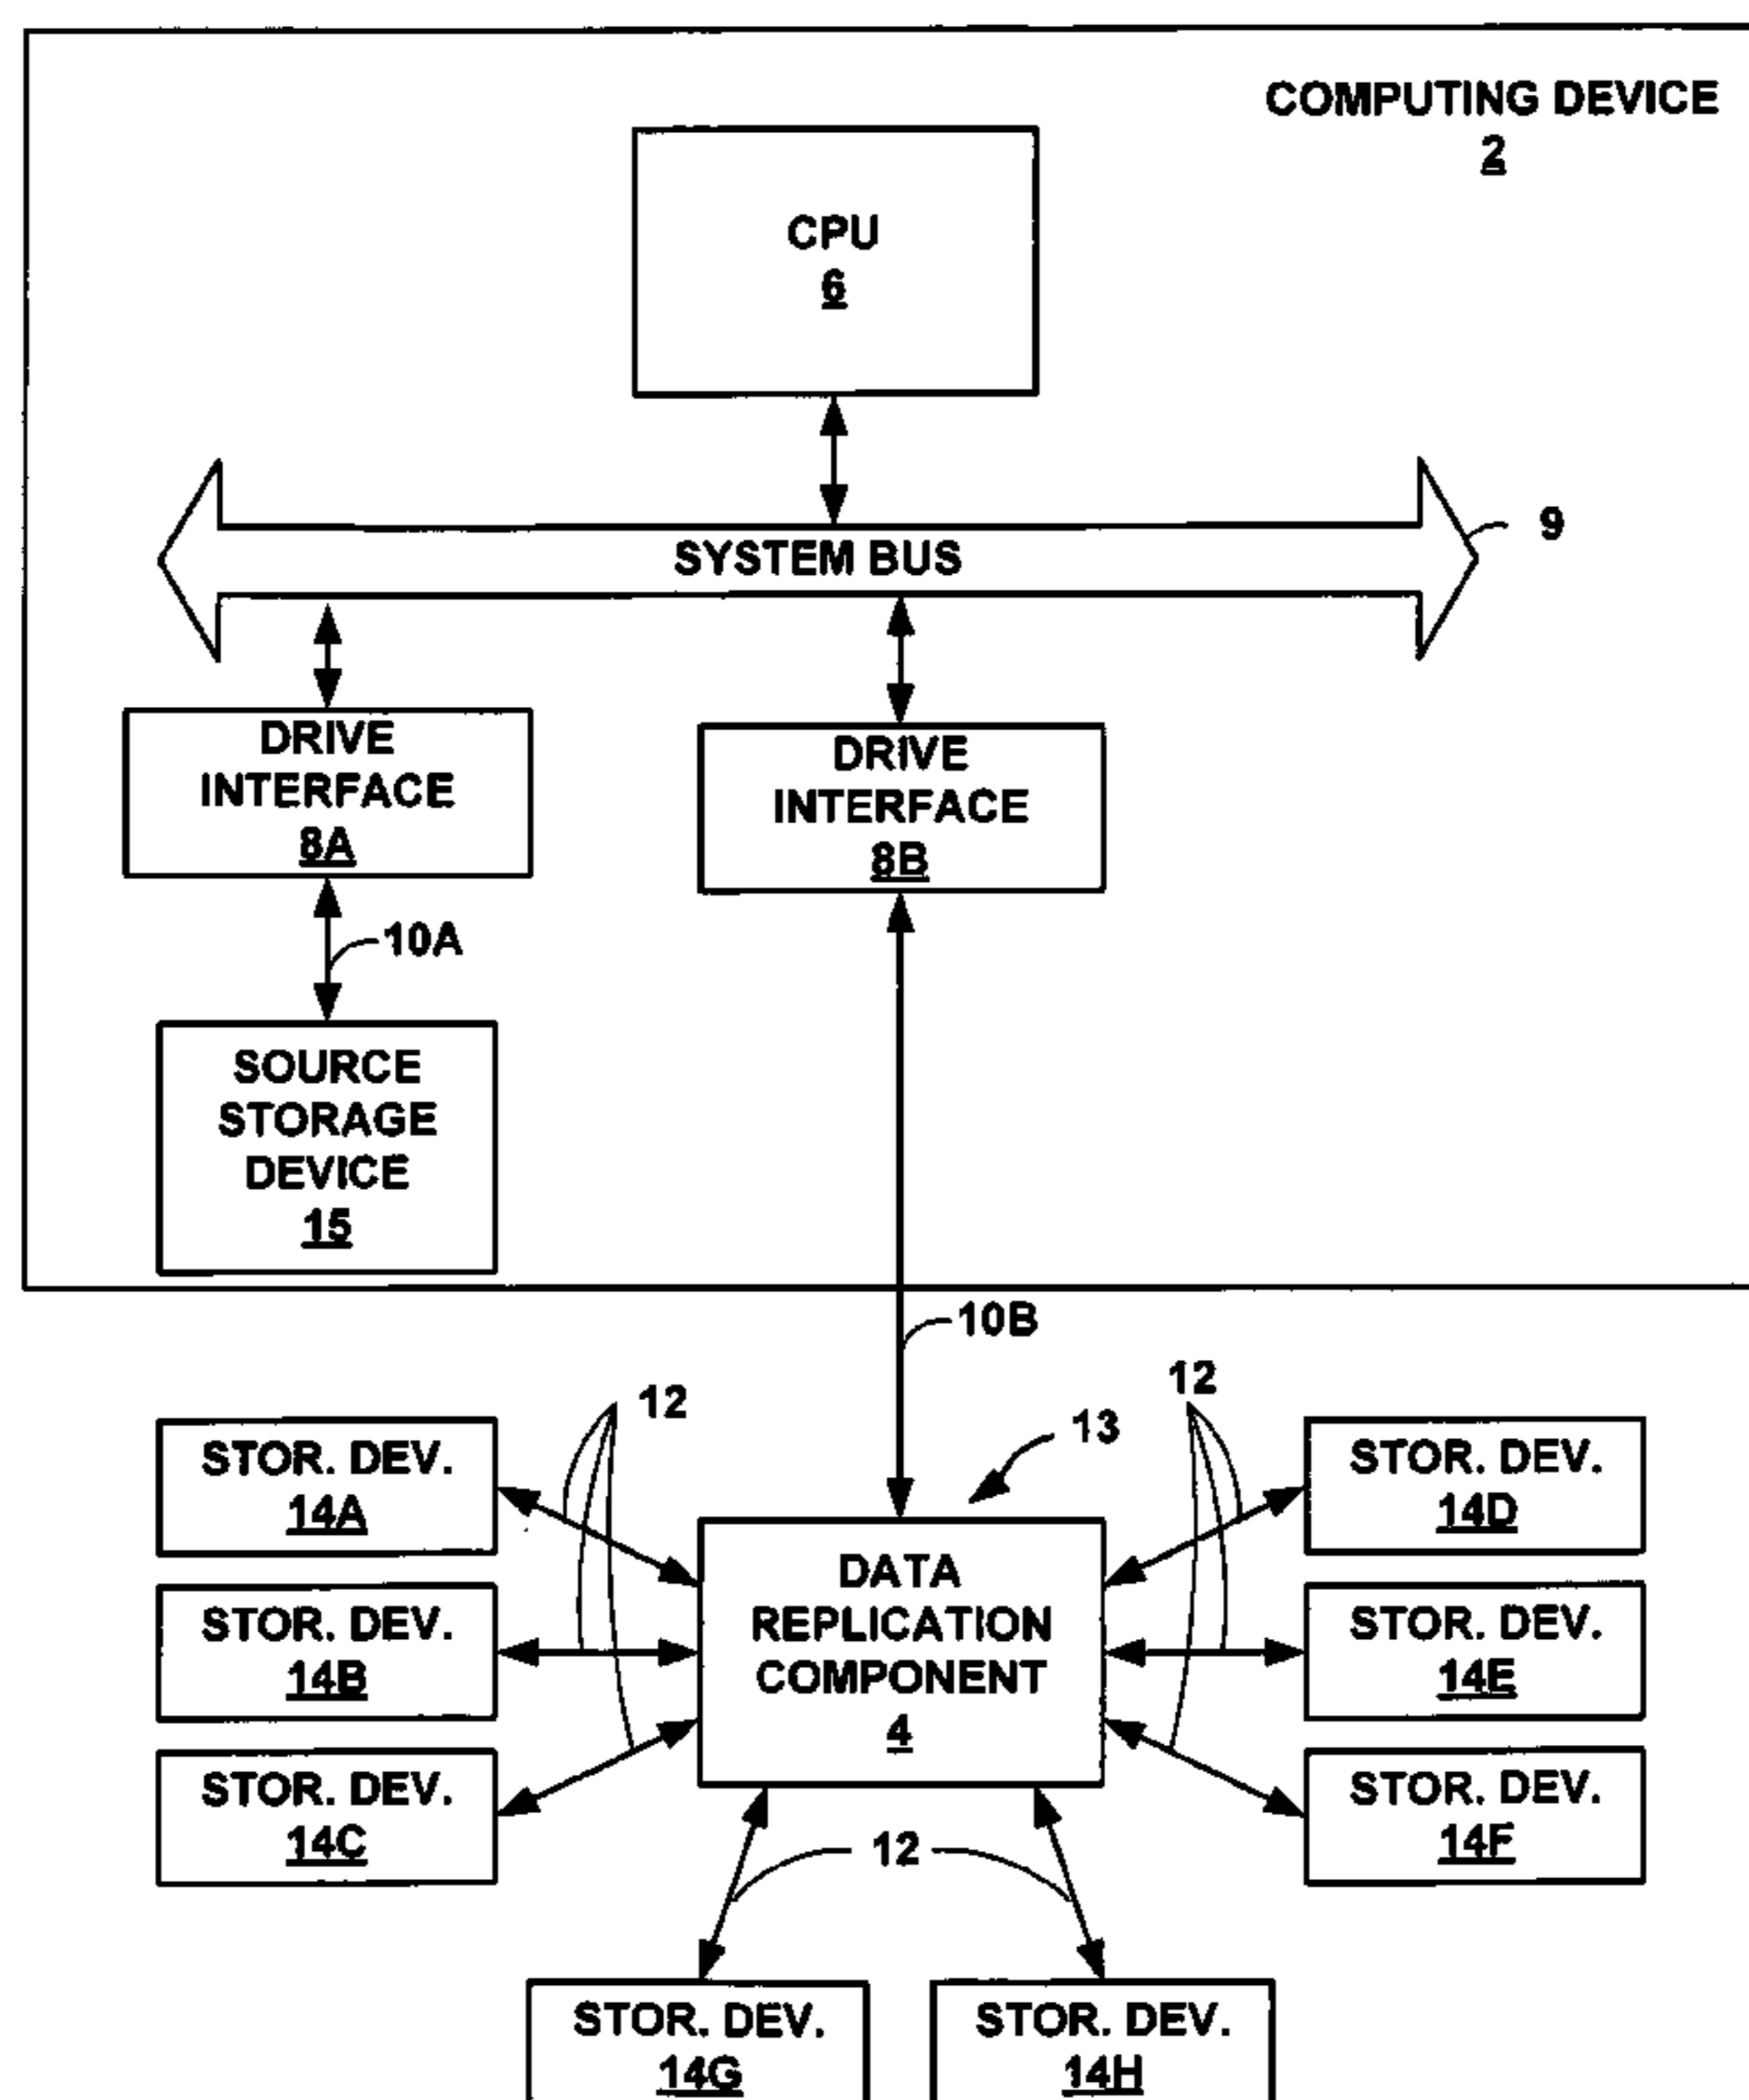 COMPUTING DEVICE
2
CPU
6
9
SYSTEM BUS
DRIVE
INTERFACE
8A
DRIVE
INTERFACE
8B
10A
SOURCE
STORAGE
DEVICE
15
10B
12
12
13
STOR. DEV.
14A
STOR. DEV.
14B
STOR. DEV.
14C
DATA
REPLICATION
COMPONENT
4
STOR. DEV.
14D
STOR. DEV.
14E
STOR. DEV.
14F
12
STOR. DEV.
14G
STOR. DEV.
14H